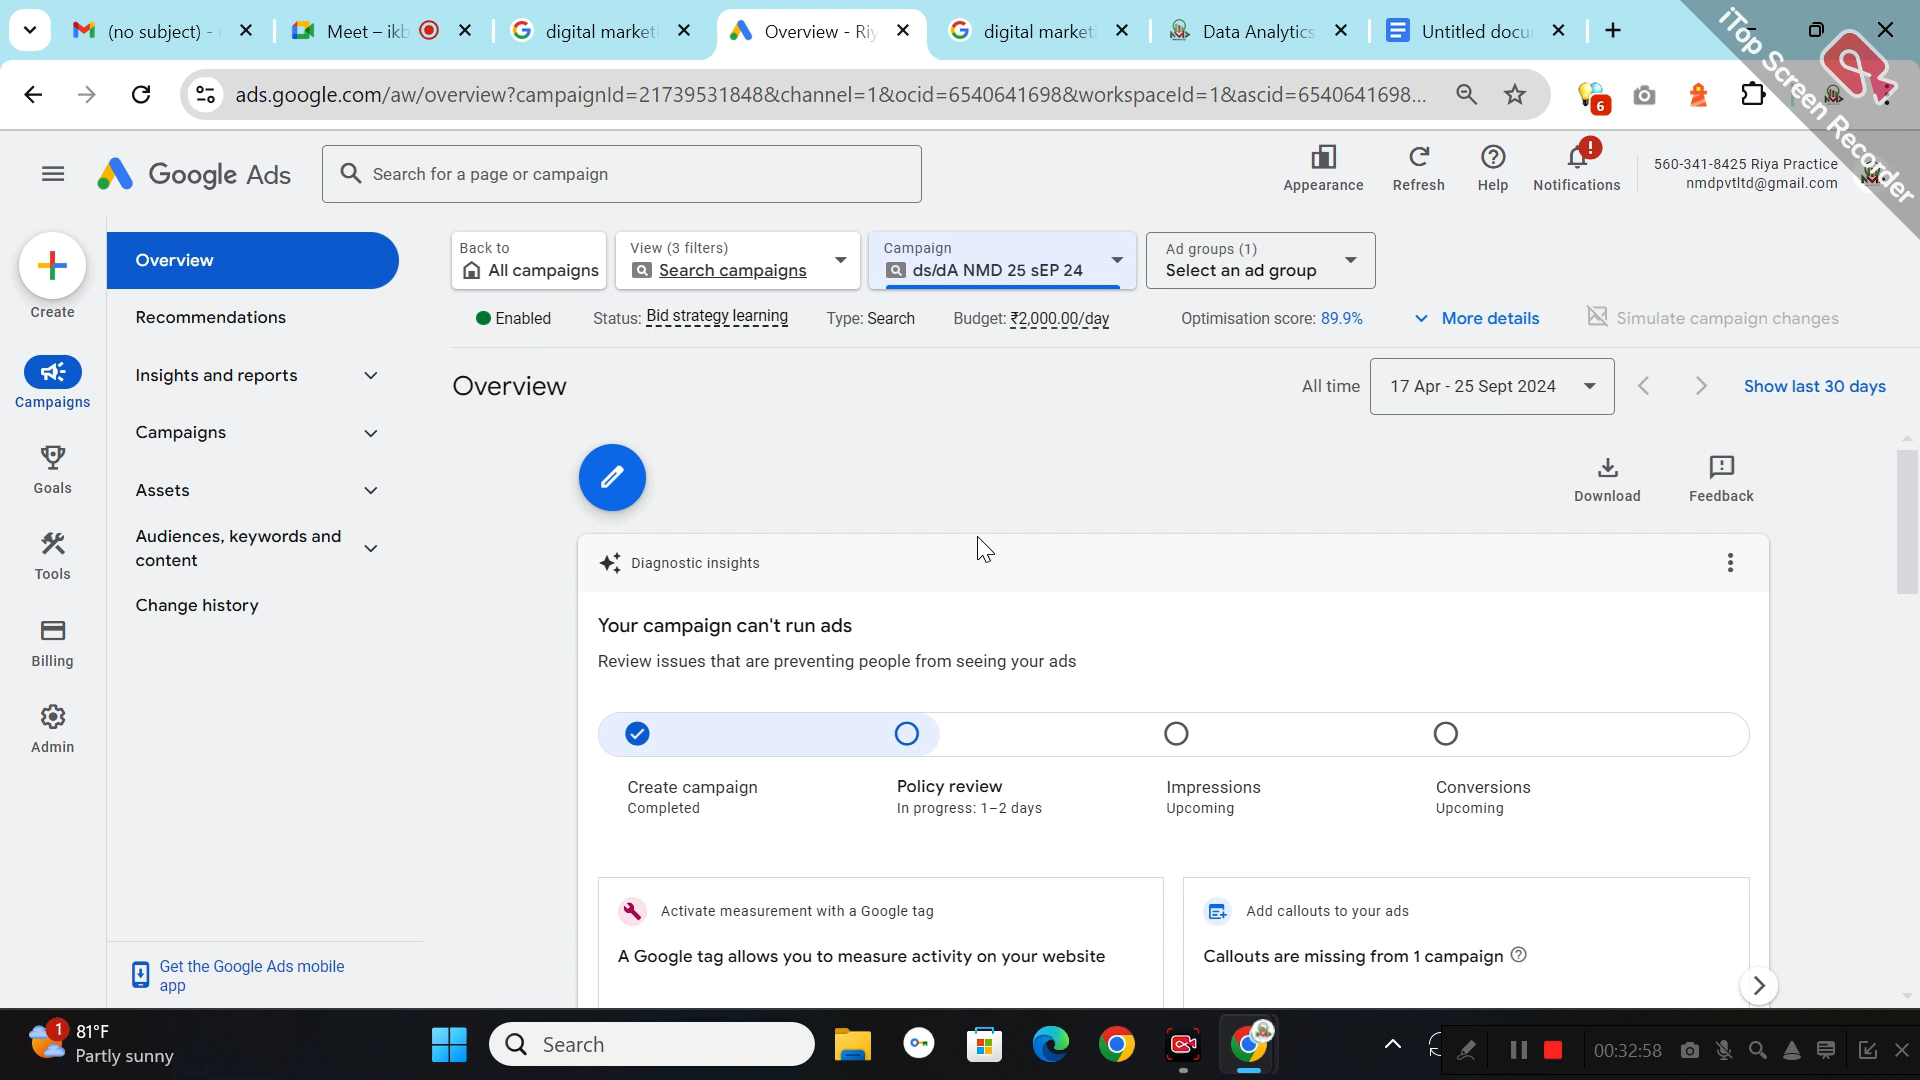 (no subject) -
Meet – ikb
digital market
Overview - Riy
digital market
Data Analytics
Untitled docu
ads.google.com/aw/overview?campaignId=21739531848&channel=1&ocid=6540641698&workspaceId=1&ascid=6540641698...
6
iTop Screen Recorder
Google Ads
Search for a page or campaign
Appearance
Refresh
Help
Notifications
560-341-8425 Riya Practice
nmdpvtltd@gmail.com
Create
Campaigns
Goals
Tools
Billing
Admin
Overview
Recommendations
Insights and reports
Campaigns
Assets
Audiences, keywords and
content
Change history
Get the Google Ads mobile
app
Back to
All campaigns
View (3 filters)
Search campaigns
Campaign
ds/dA NMD 25 sEP 24
Ad groups (1)
Select an ad group
Enabled
Status: Bid strategy learning
Type: Search
Budget: ₹2,000.00/day
Optimisation score: 89.9%
More details
Simulate campaign changes
Overview
All time
17 Apr - 25 Sept 2024
Show last 30 days
Download
Feedback
Diagnostic insights
Your campaign can't run ads
Review issues that are preventing people from seeing your ads
Create campaign
Completed
Policy review
In progress: 1–2 days
Impressions
Upcoming
Conversions
Upcoming
Activate measurement with a Google tag
A Google tag allows you to measure activity on your website
Add callouts to your ads
Callouts are missing from 1 campaign
1
81°F
Partly sunny
Search
00:32:58